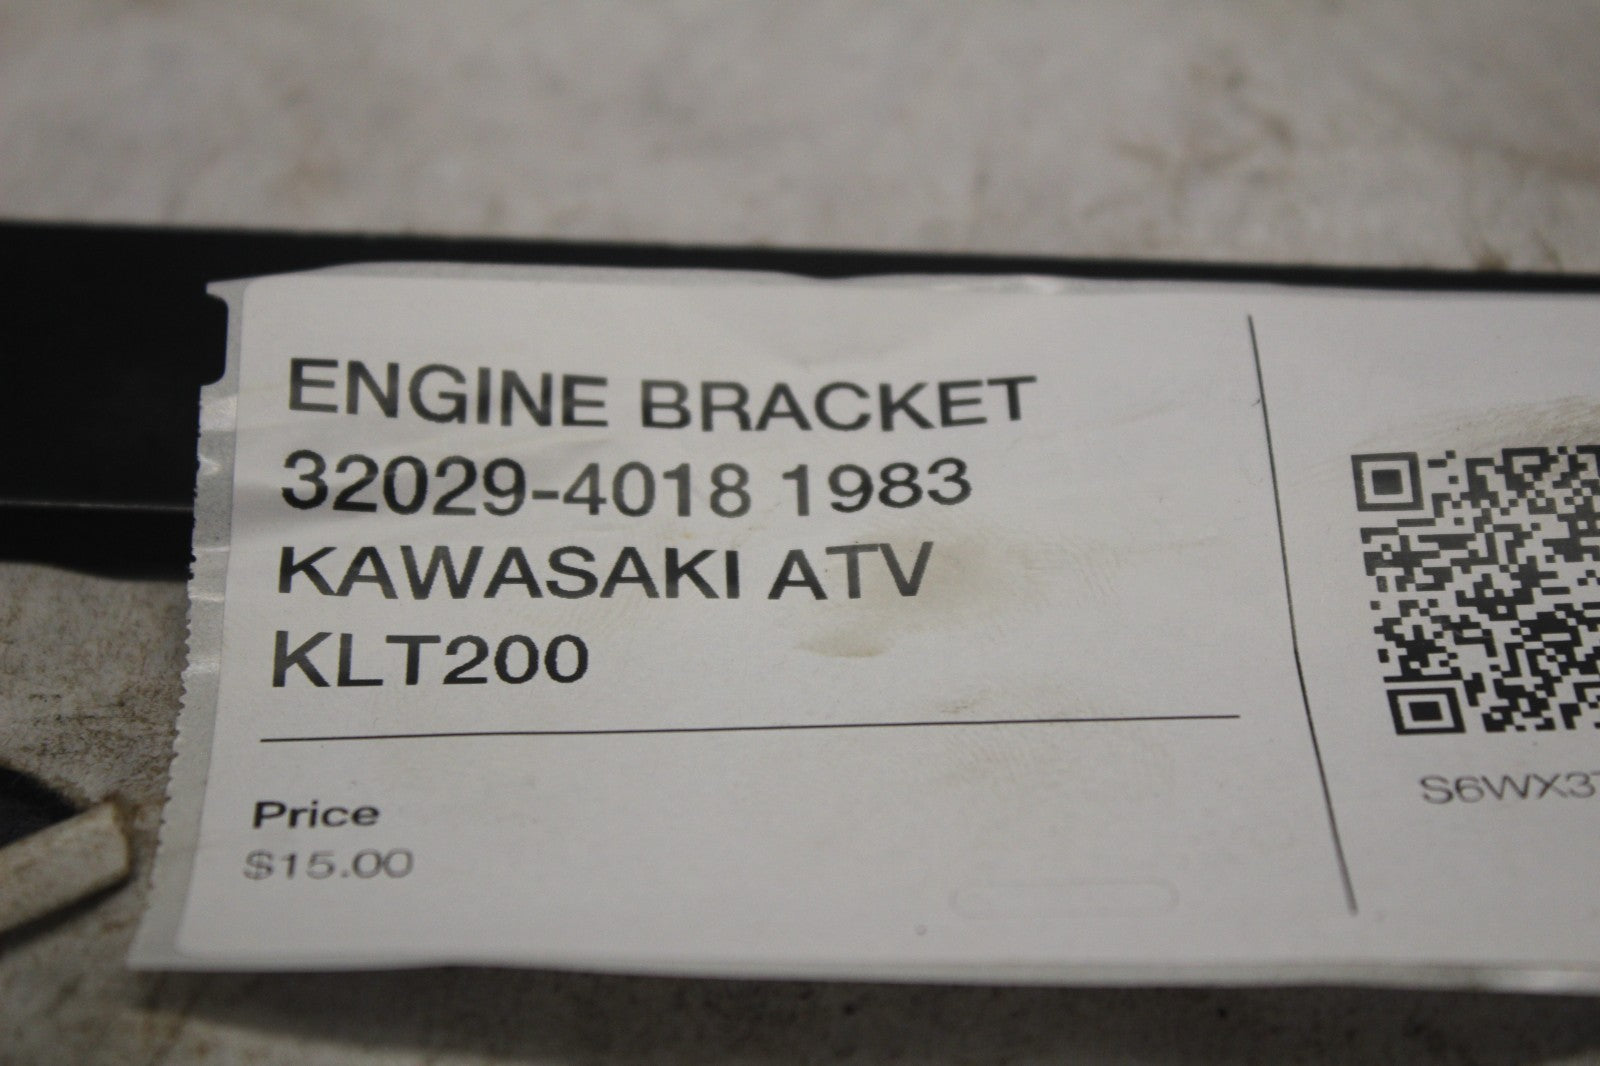 ENGINE BRACKET
32029-4018 1983
KAWASAKI ATV
KLT200
Price
$15.00